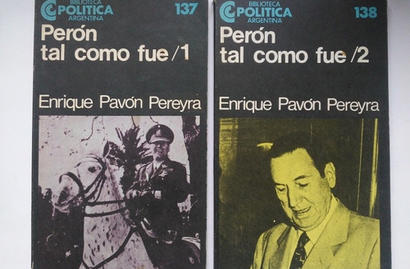 BIBLIOTECA
POLITICA
ARGENTINA
137
Perón
tal como fue/1
Enrique Pavón Pereyra
BIBLIOTECA
POLITICA
ARGENTINA
138
Perón
tal como fue/2
Enrique Pavón Pereyra